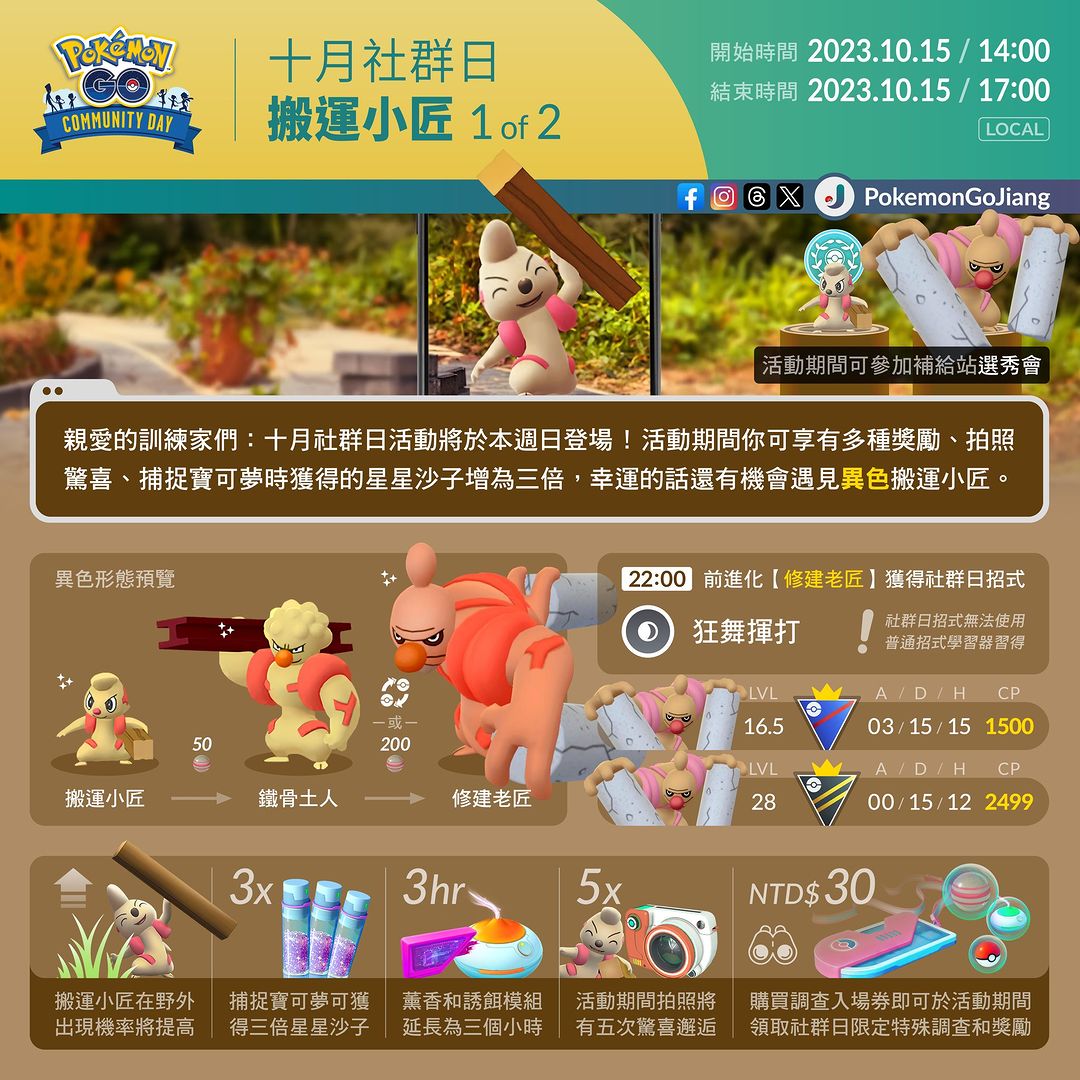 Pokémon
GO
COMMUNITY DAY
十月社群日
搬運小匠 1 of 2
開始時間 2023.10.15 / 14:00
結束時間 2023.10.15 / 17:00
LOCAL
PokemonGoJiang
活動期間可參加補給站選秀會
親愛的訓練家們：十月社群日活動將於本週日登場！活動期間你可享有多種獎勵、拍照
驚喜、捕捉寶可夢時獲得的星星沙子增為三倍，幸運的話還有機會遇見異色搬運小匠。
異色形態預覽
50
或
200
搬運小匠
鐵骨土人
修建老匠
22:00 前進化【修建老匠】獲得社群日招式
狂舞揮打
! 社群日招式無法使用
普通招式學習器習得
LVL A / D / H CP
16.5 03 / 15 / 15 1500
LVL A / D / H CP
28 00 / 15 / 12 2499
搬運小匠在野外
出現機率將提高
3x
捕捉寶可夢可獲
得三倍星星沙子
3hr
薰香和誘餌模組
延長為三個小時
5x
活動期間拍照將
有五次驚喜邂逅
NTD$30
購買調查入場券即可於活動期間
領取社群日限定特殊調查和獎勵